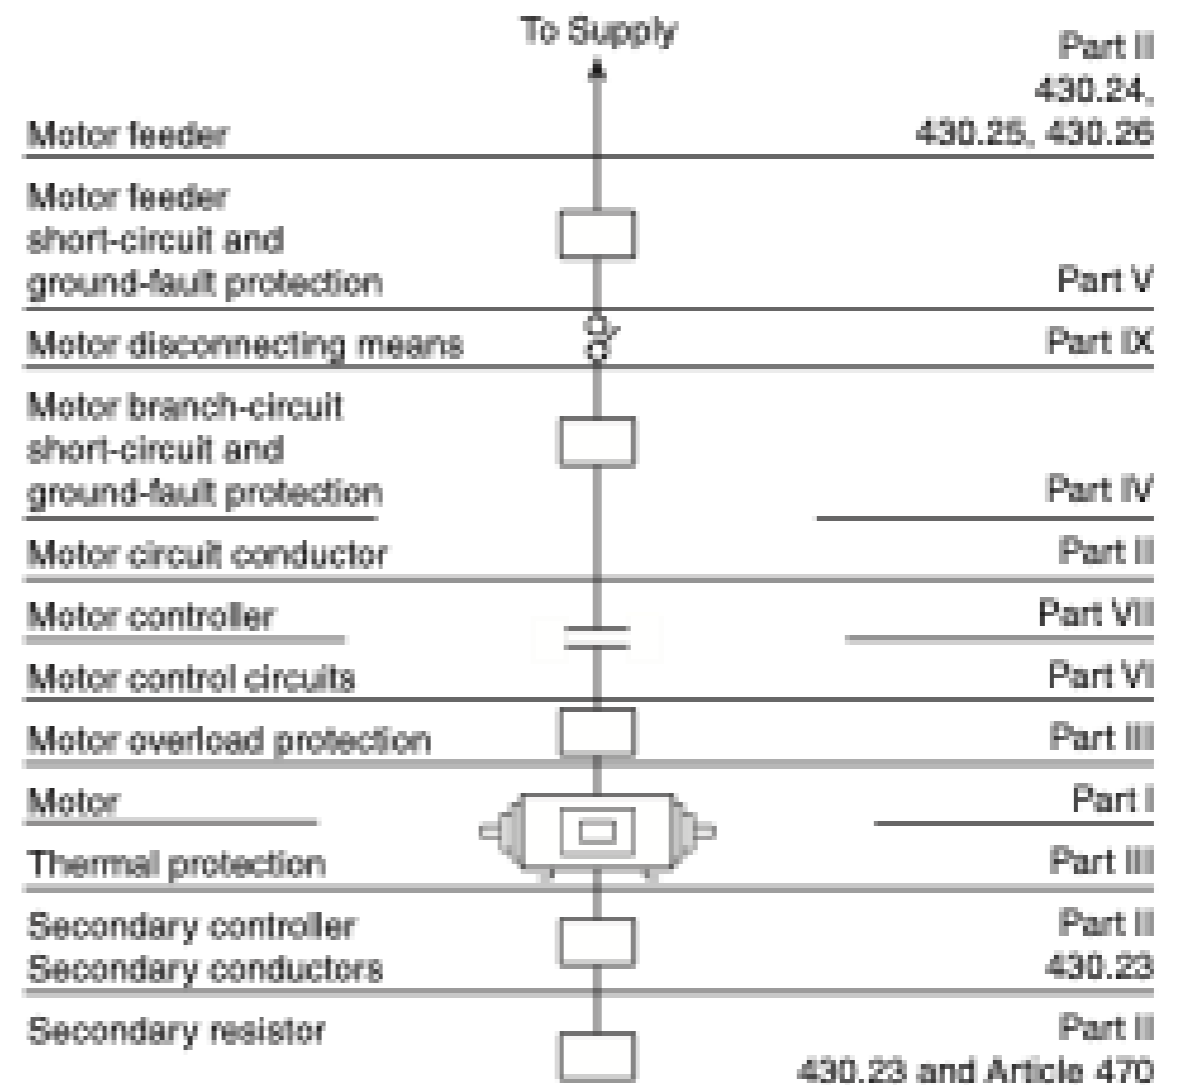 To Supply
Part II
430.24,
Motor feeder 430.25, 430.26
Motor feeder
short-circuit and
ground-fault protection Part V
Motor disconnecting means Part IX
Motor branch-circuit
short-circuit and
ground-fault protection Part IV
Motor circuit conductor Part II
Motor controller Part VII
Motor control circuits Part VI
Motor overload protection Part III
Motor Part I
Thermal protection Part III
Secondary controller Part II
Secondary conductors 430.23
Secondary resistor Part II
430.23 and Article 470